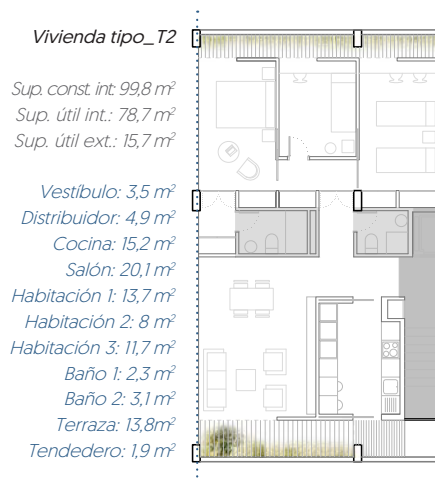 Vivienda tipo_T2
Sup. const. int: 99,8 m²
Sup. útil int.: 78,7 m²
Sup. útil ext.: 15,7 m²
Vestíbulo: 3,5 m²
Distribuidor: 4,9 m²
Cocina: 15,2 m²
Salón: 20,1 m²
Habitación 1: 13,7 m²
Habitación 2: 8 m²
Habitación 3: 11,7 m²
Baño 1: 2,3 m²
Baño 2: 3,1 m²
Terraza: 13,8m²
Tendedero: 1,9 m²